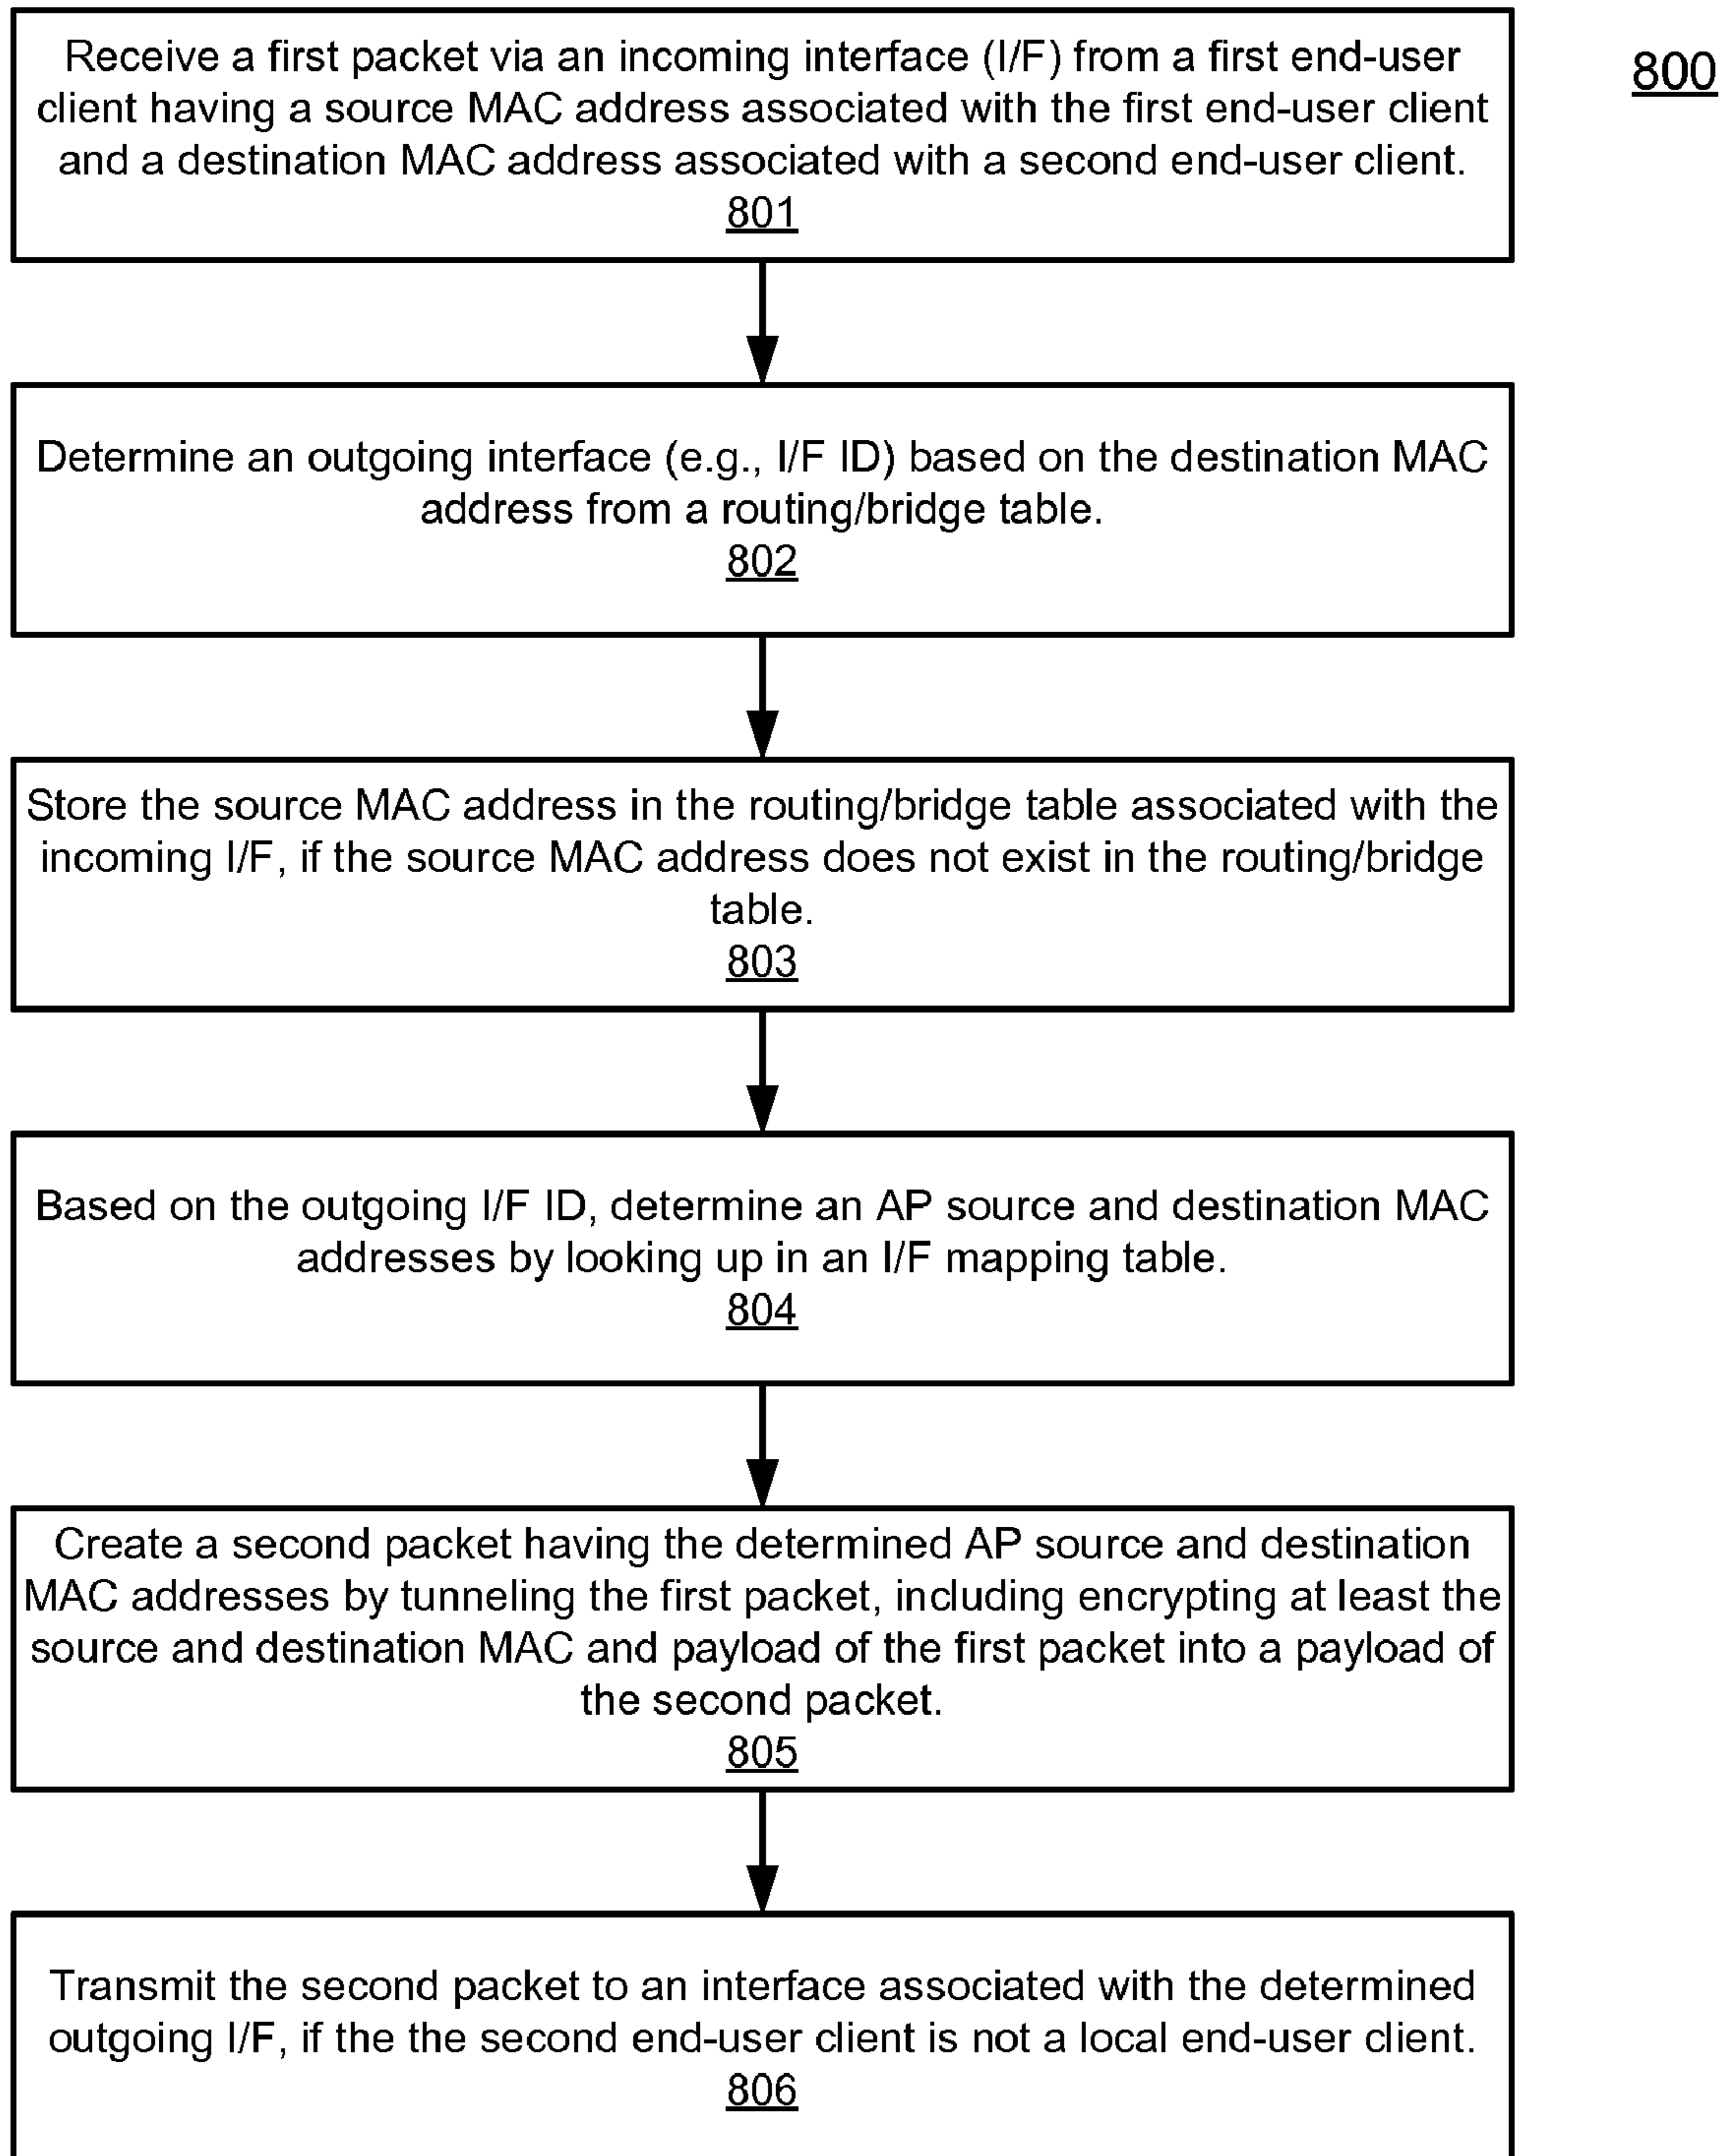 Receive a first packet via an incoming interface (I/F) from a first end-user
client having a source MAC address associated with the first end-user client
and a destination MAC address associated with a second end-user client.
801
800
Determine an outgoing interface (e.g., I/F ID) based on the destination MAC
address from a routing/bridge table.
802
Store the source MAC address in the routing/bridge table associated with the
incoming I/F, if the source MAC address does not exist in the routing/bridge
table.
803
Based on the outgoing I/F ID, determine an AP source and destination MAC
addresses by looking up in an I/F mapping table.
804
Create a second packet having the determined AP source and destination
MAC addresses by tunneling the first packet, including encrypting at least the
source and destination MAC and payload of the first packet into a payload of
the second packet.
805
Transmit the second packet to an interface associated with the determined
outgoing I/F, if the the second end-user client is not a local end-user client.
806